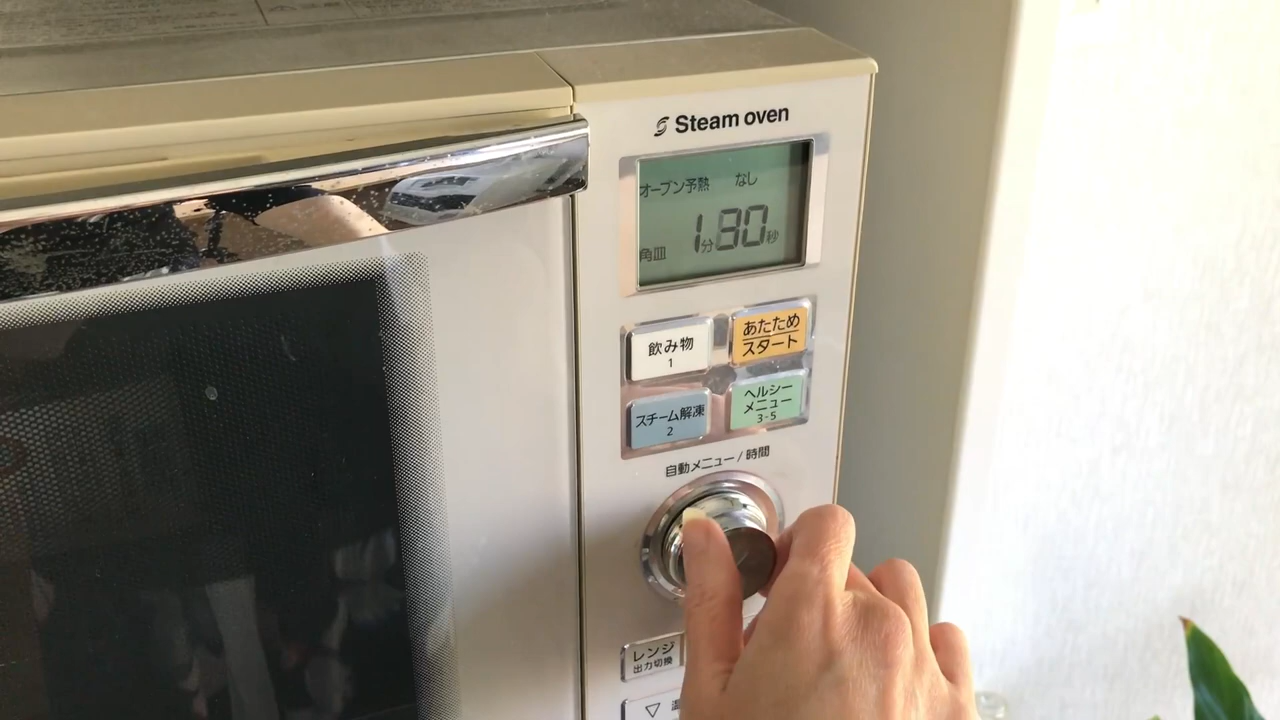 Steam oven
オーブン予熱 なし
1分80秒
角皿
飲み物
1
あたため
スタート
スチーム解凍
2
ヘルシー
メニュー
3-5
自動メニュー / 時間
レンジ
出力切換
▽ 温